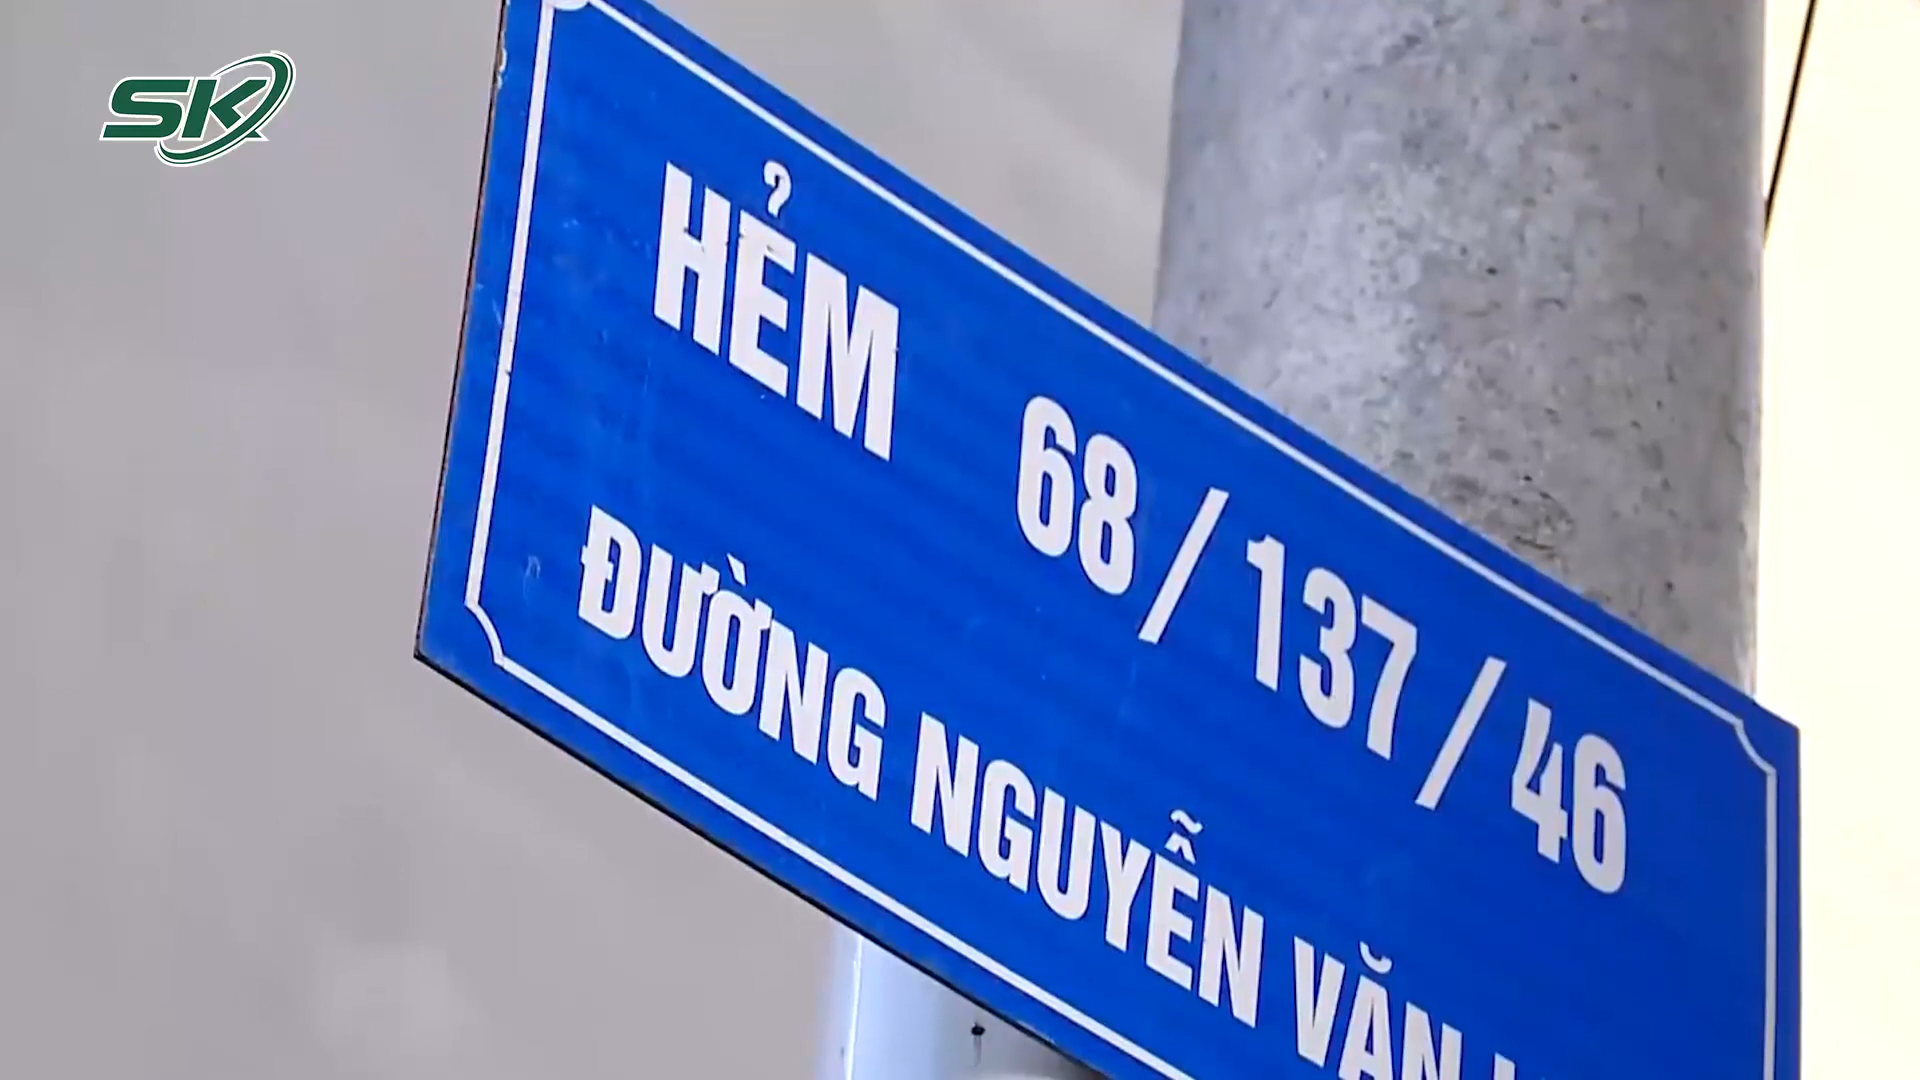 SK
HẺM 68/137/46
ĐƯỜNG NGUYỄN VĂN